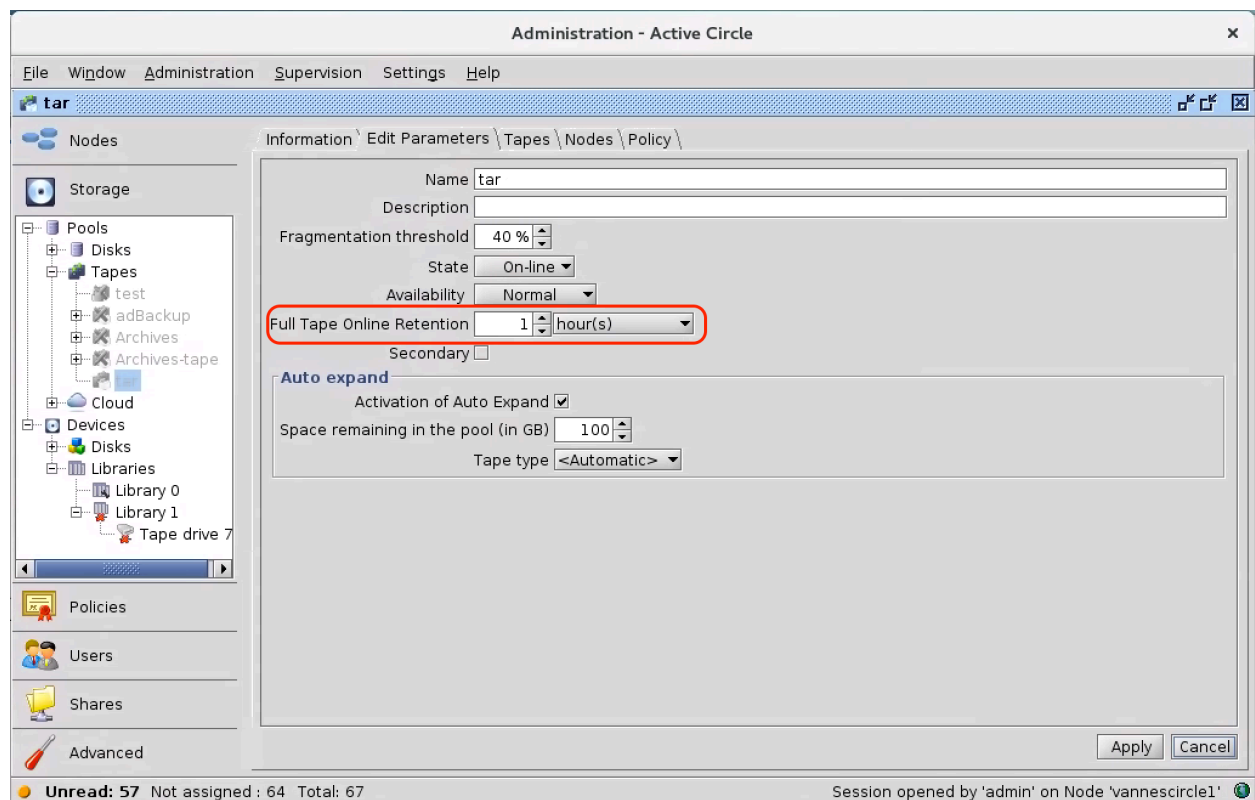 Administration - Active Circle
File Window Administration Supervision Settings Help
tar
Nodes
Storage
Pools
Disks
Tapes
test
adBackup
Archives
Archives-tape
tar
Cloud
Devices
Disks
Libraries
Library 0
Library 1
Tape drive 7
Policies
Users
Shares
Advanced
Information Edit Parameters Tapes Nodes Policy
Name tar
Description
Fragmentation threshold 40 %
State On-line
Availability Normal
Full Tape Online Retention 1 hour(s)
Secondary
Auto expand
Activation of Auto Expand
Space remaining in the pool (in GB) 100
Tape type <Automatic>
Apply Cancel
Unread: 57 Not assigned : 64 Total: 67 Session opened by 'admin' on Node 'vannescircle1'